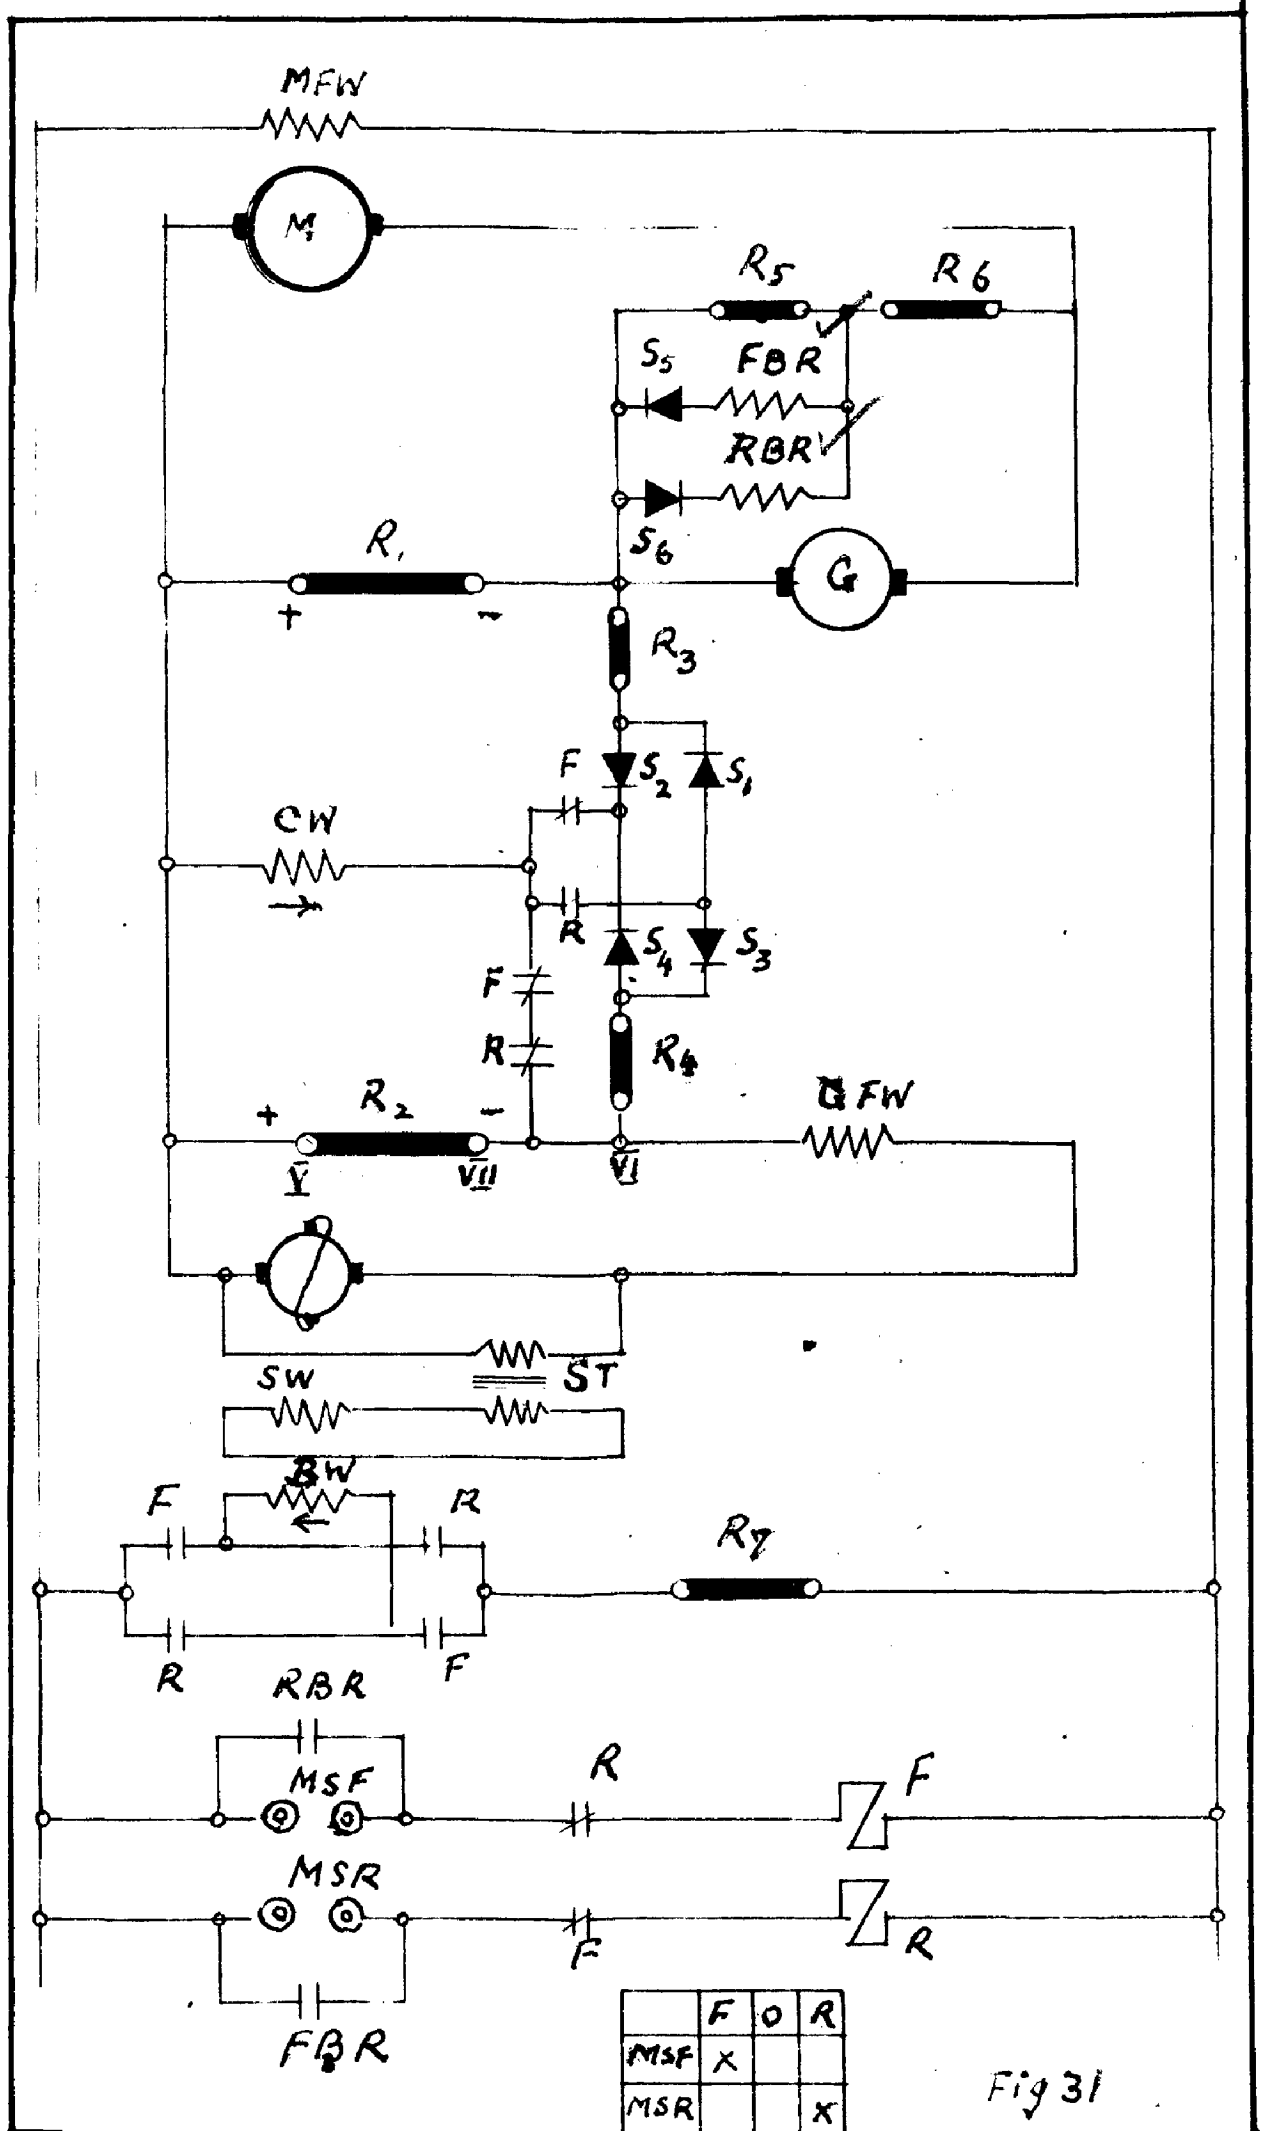 MFW
M
R5 R6
S5 FBR
RBR
S6
R1 G
+ -
R3
F S2 S1
CW
R S4 S3
F
R R4
+ R2 - GFW
V VII VI
SW ST
BW
F R
R7
R F
RBR
MSF R F
MSR
F R
FBR
F O R
MSF X
MSR X
Fig 31